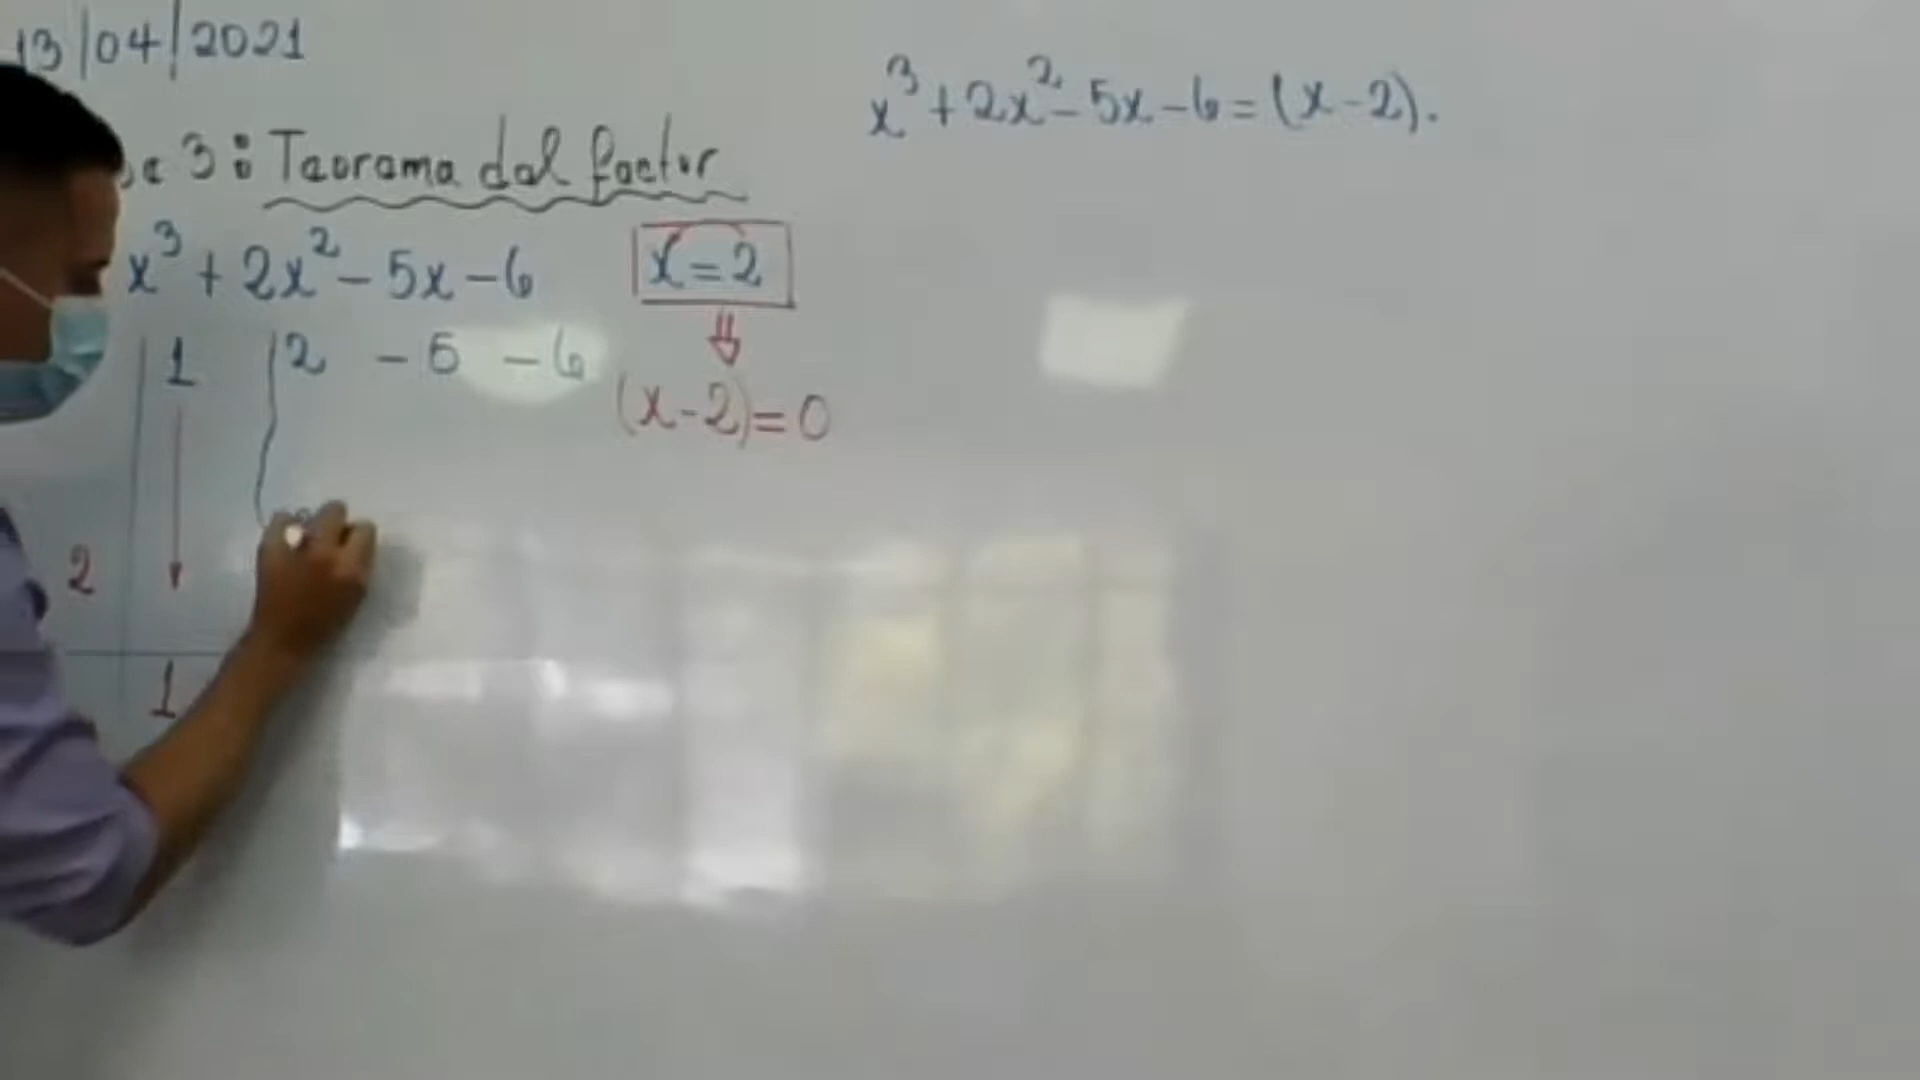 13/04/2021
x³ + 2x² - 5x - 6 = (x - 2).
3: Teorema del factor
x³ + 2x² - 5x - 6
x = 2
1 2 -5 -6
(x - 2) = 0
2
1